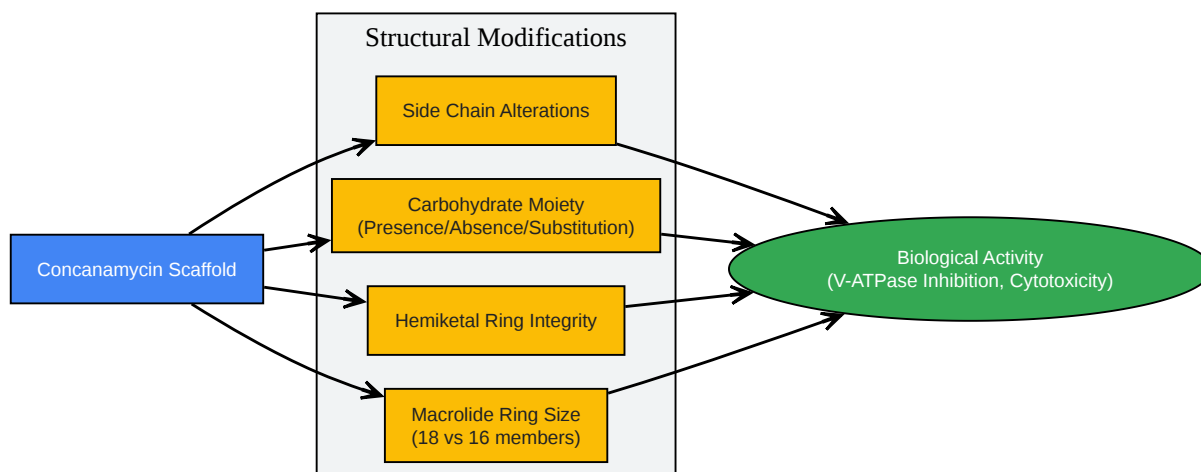 Structural Modifications
Side Chain Alterations
Carbohydrate Moiety
(Presence/Absence/Substitution)
Concanamycin Scaffold
Biological Activity
(V-ATPase Inhibition, Cytotoxicity)
Hemiketal Ring Integrity
Macrolide Ring Size
(18 vs 16 members)